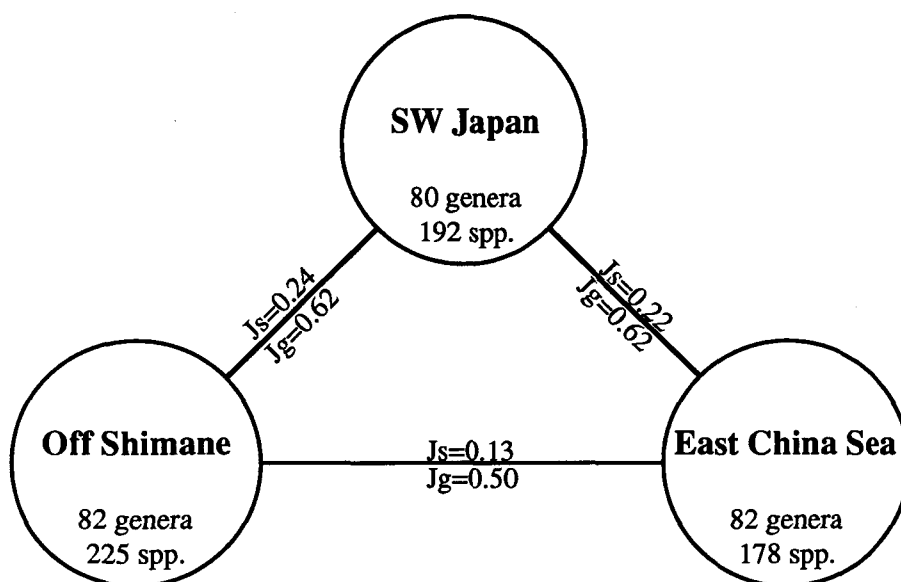 SW Japan
80 genera
192 spp.
Js=0.24
Jg=0.62
Js=0.22
Jg=0.62
Off Shimane
82 genera
225 spp.
Js=0.13
Jg=0.50
East China Sea
82 genera
178 spp.